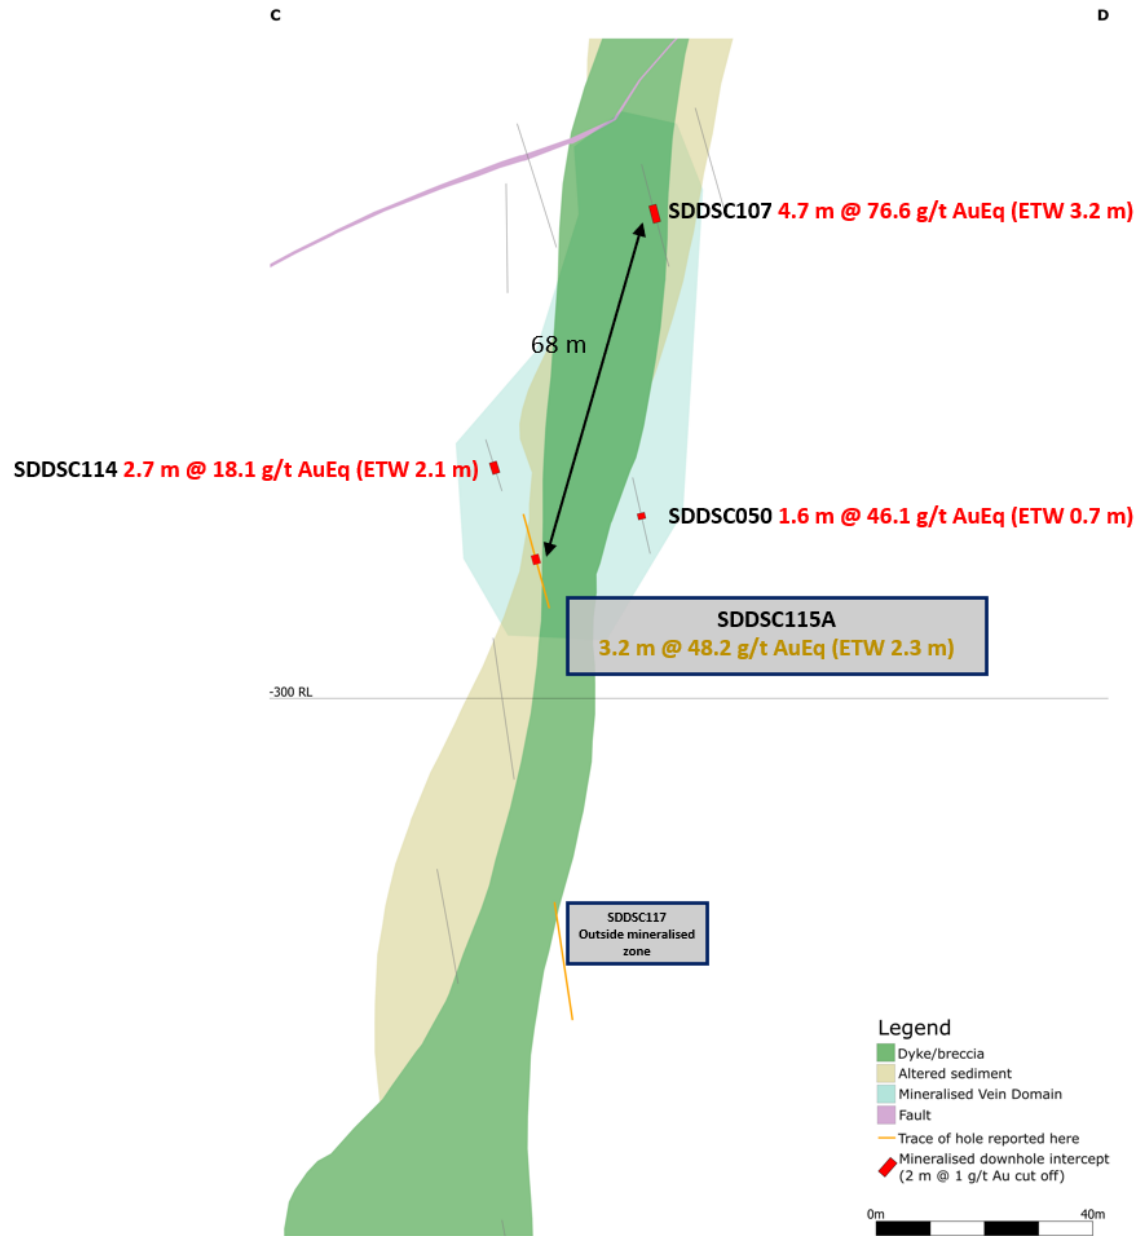 C
D
SDDSC107 4.7 m @ 76.6 g/t AuEq (ETW 3.2 m)
68 m
SDDSC114 2.7 m @ 18.1 g/t AuEq (ETW 2.1 m)
SDDSC050 1.6 m @ 46.1 g/t AuEq (ETW 0.7 m)
SDDSC115A
3.2 m @ 48.2 g/t AuEq (ETW 2.3 m)
-300 RL
SDDSC117
Outside mineralised
zone
Legend
Dyke/breccia
Altered sediment
Mineralised Vein Domain
Fault
Trace of hole reported here
Mineralised downhole intercept
(2 m @ 1 g/t Au cut off)
0m
40m